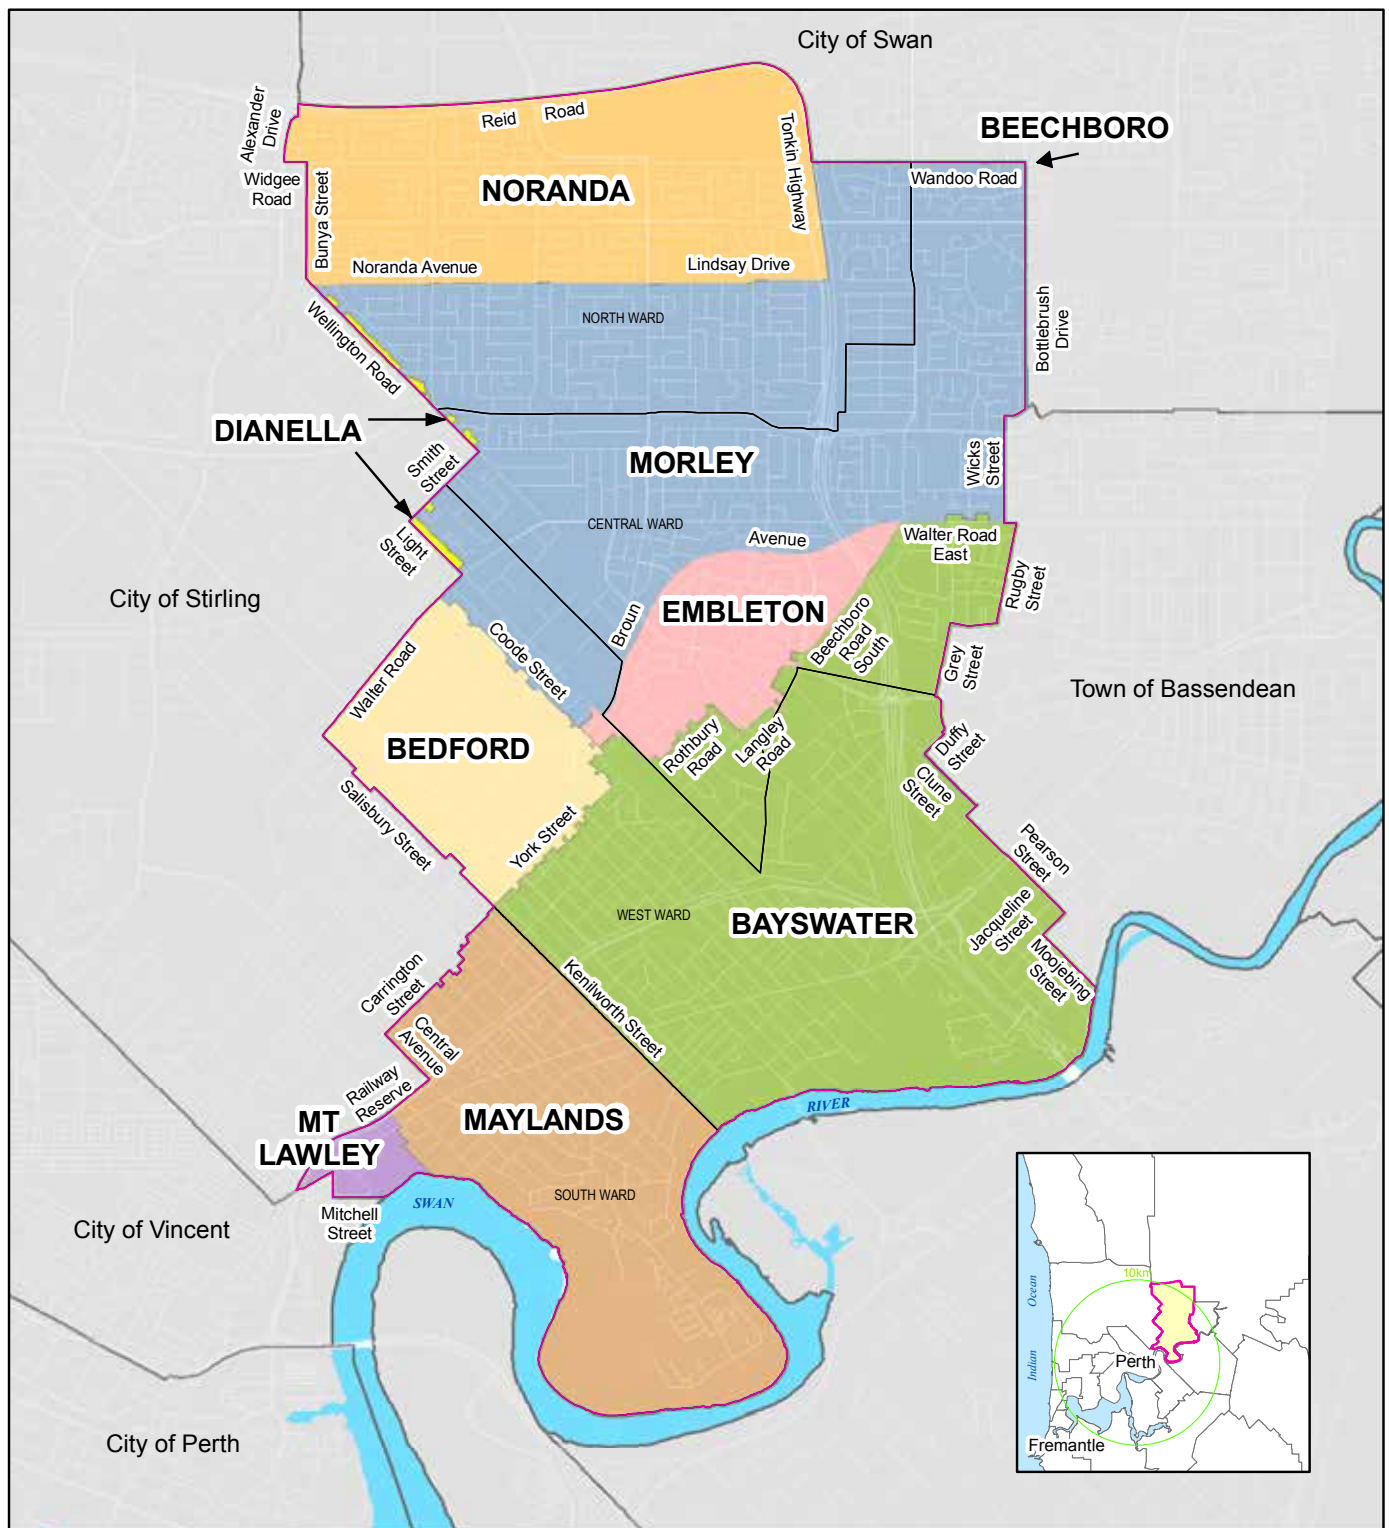 City of Swan
Alexander
Drive
Reid Road
Tonkin Highway
BEECHBORO
Widgee
Road
Bunya Street
NORANDA
Wandoo Road
Noranda Avenue
Lindsay Drive
Wellington Road
NORTH WARD
Bottlebrush
Drive
DIANELLA
Smith
Street
MORLEY
Wicks
Street
Light
Street
CENTRAL WARD
Avenue
Walter Road
East
City of Stirling
Rugby
Street
EMBLETON
Broun
Beechboro
Road
South
Coode Street
Grey
Street
Walter Road
Town of Bassendean
BEDFORD
Rothbury
Road
Langley
Road
Duffy
Street
Clune
Street
Salisbury Street
York Street
Pearson
Street
WEST WARD
BAYSWATER
Jacqueline
Street
Moojebing
Street
Carrington
Street
Kenilworth Street
Central
Avenue
Railway
Reserve
MAYLANDS
RIVER
MT
LAWLEY
SOUTH WARD
SWAN
Mitchell
Street
City of Vincent
City of Perth
10km
Indian Ocean
Perth
Fremantle